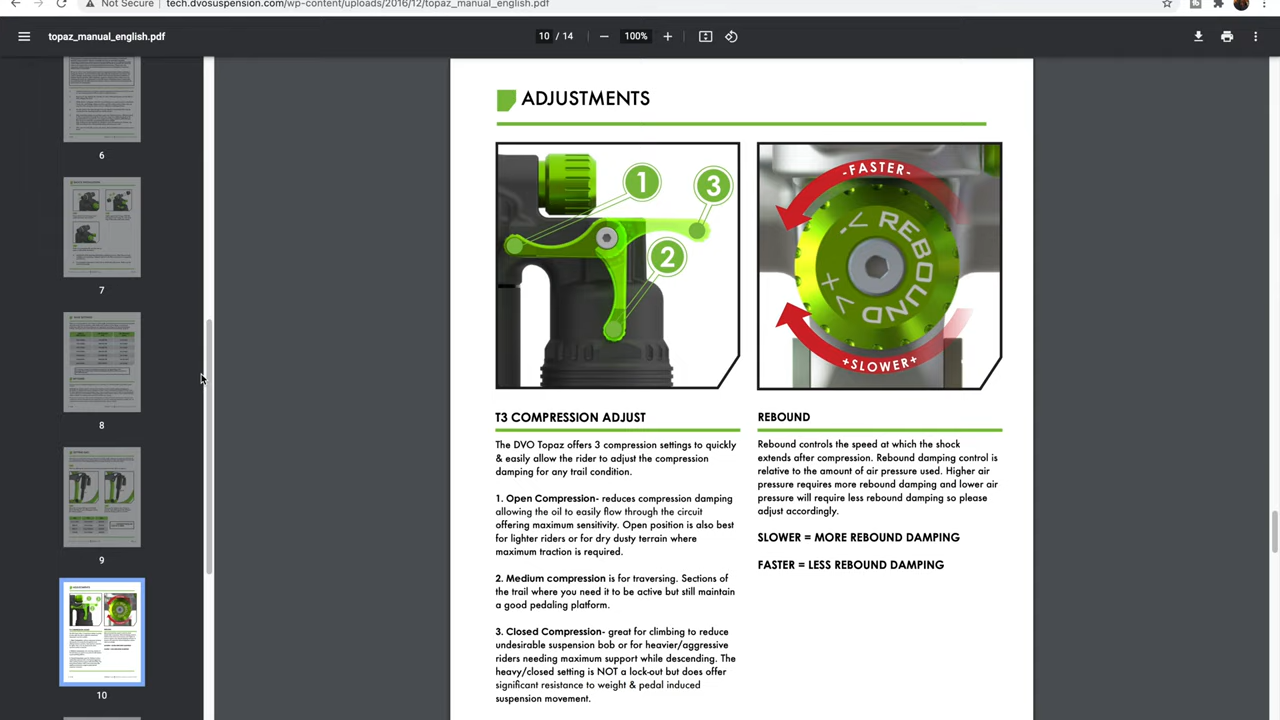 Not Secure tech.dvosuspension.com/wp-content/uploads/2016/12/topaz_manual_english.pdf
topaz_manual_english.pdf
10 / 14
100%
6
7
8
9
10
ADJUSTMENTS
1
2
3
-FASTER-
-< REBOUND >+
+SLOWER+
T3 COMPRESSION ADJUST
The DVO Topaz offers 3 compression settings to quickly
& easily allow the rider to adjust the compression
damping for any trail condition.
1. Open Compression- reduces compression damping
allowing the oil to easily flow through the circuit
offering maximum sensitivity. Open position is also best
for lighter riders or for dry dusty terrain where
maximum traction is required.
2. Medium compression is for traversing. Sections of
the trail where you need it to be active but still maintain
a good pedaling platform.
3. Closed Compression- great for climbing to reduce
undesirable suspension bob or for heavier/aggressive
riders needing maximum support while descending. The
heavy/closed setting is NOT a lock-out but does offer
significant resistance to weight & pedal induced
suspension movement.
REBOUND
Rebound controls the speed at which the shock
extends after compression. Rebound damping control is
relative to the amount of air pressure used. Higher air
pressure requires more rebound damping and lower air
pressure will require less rebound damping so please
adjust accordingly.
SLOWER = MORE REBOUND DAMPING
FASTER = LESS REBOUND DAMPING